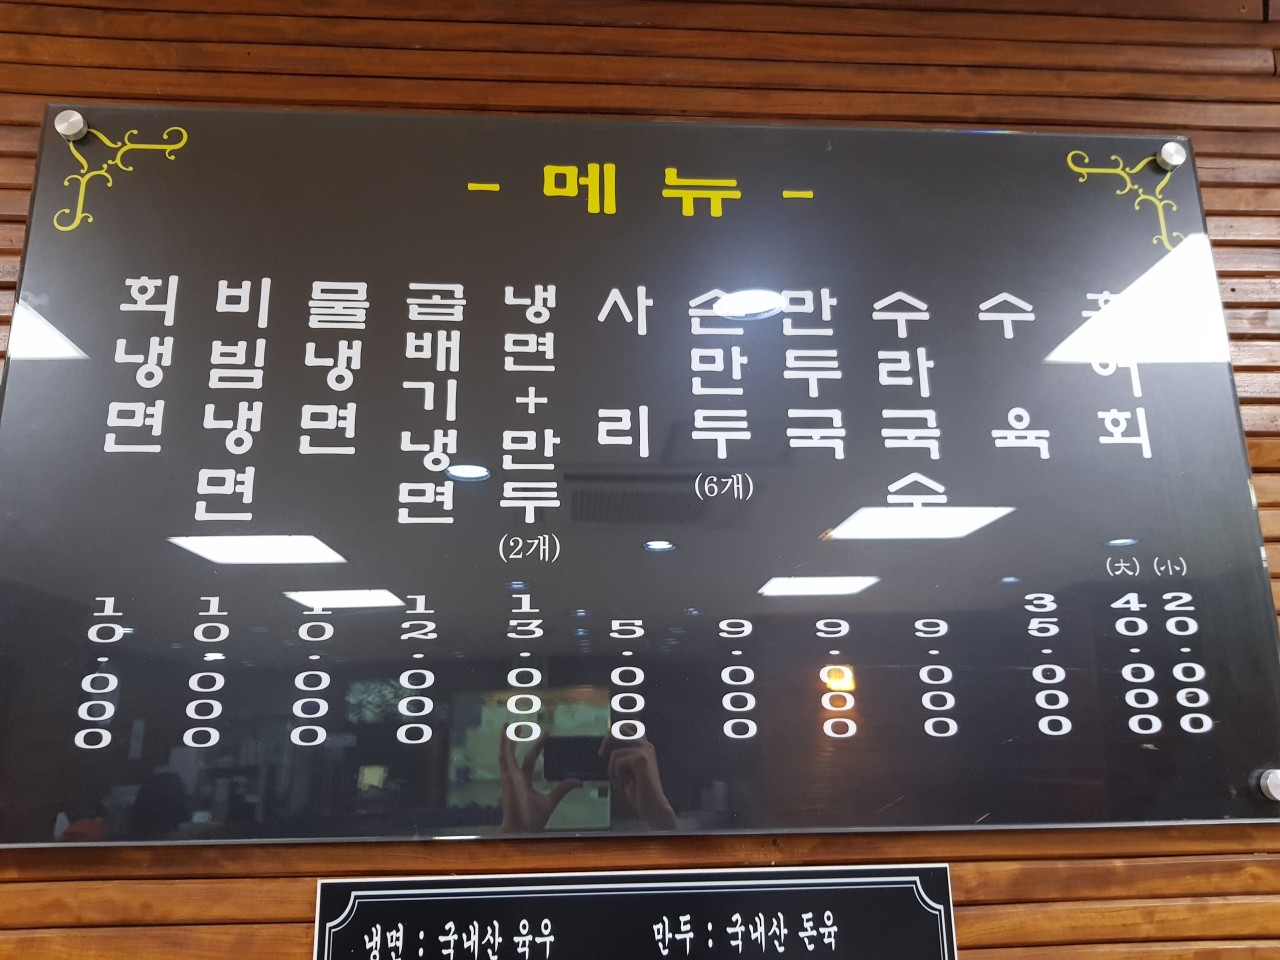 - 메뉴 -
회냉면 10.000
비빔냉면 10.000
물냉면 10.000
곱배기냉면 12.000
냉면+만두 (2개) 13.000
사리 5.000
손만두 (6개) 9.000
만두국 9.000
수라국수 9.000
수육 35.000
회 (大) 40.000 (小) 20.000
냉면 : 국내산 육우
만두 : 국내산 돈육